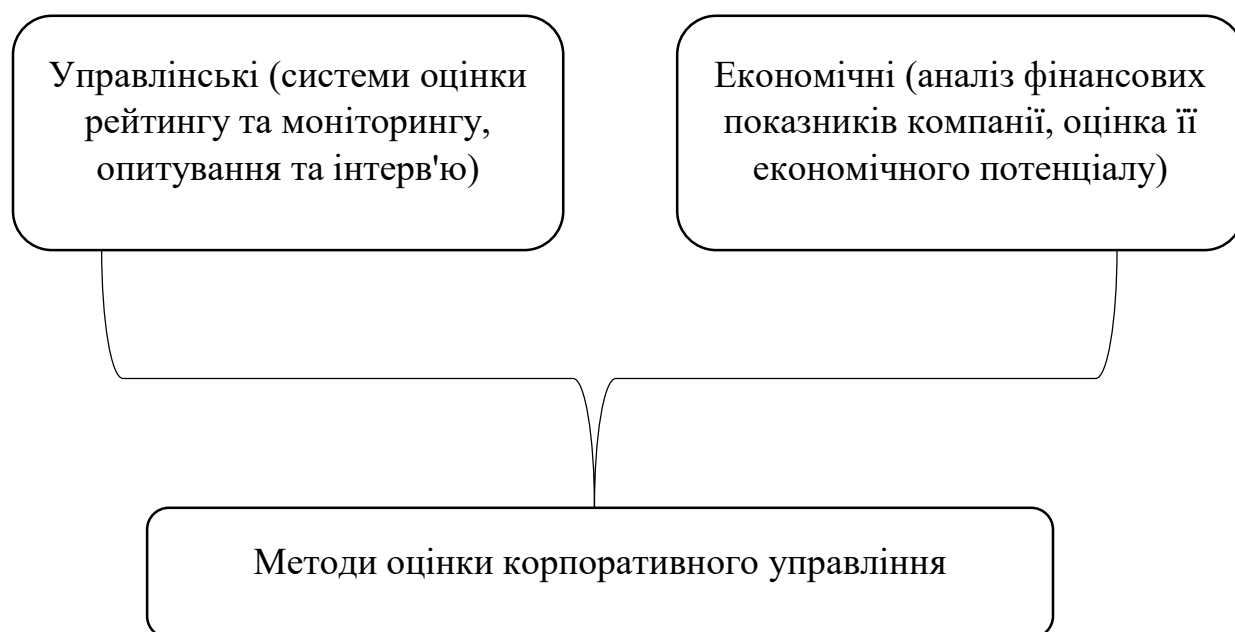 Управлінські (системи оцінки
рейтингу та моніторингу,
опитування та інтерв'ю)
Економічні (аналіз фінансових
показників компанії, оцінка її
економічного потенціалу)
Методи оцінки корпоративного управління